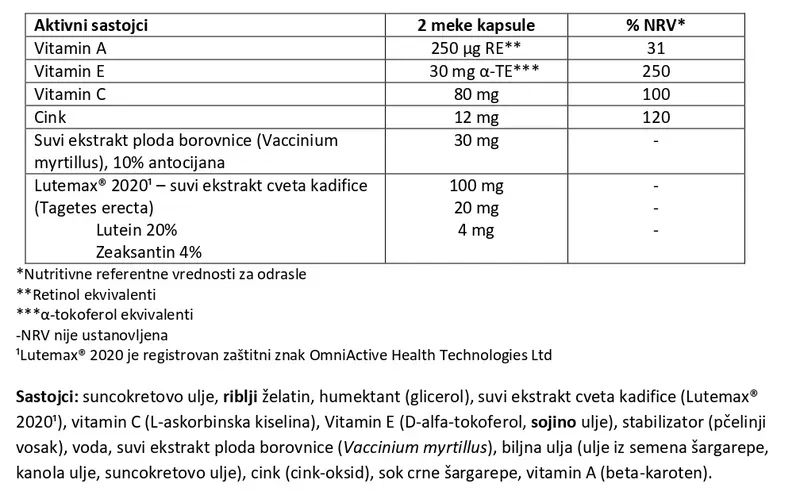 Aktivni sastojci 2 meke kapsule % NRV*
Vitamin A 250 µg RE** 31
Vitamin E 30 mg α-TE*** 250
Vitamin C 80 mg 100
Cink 12 mg 120
Suvi ekstrakt ploda borovnice (Vaccinium 30 mg -
myrtillus), 10% antocijana
Lutemax® 2020¹ – suvi ekstrakt cveta kadifice 100 mg -
(Tagetes erecta) 20 mg -
Lutein 20% 4 mg -
Zeaksantin 4%
*Nutritivne referentne vrednosti za odrasle
**Retinol ekvivalenti
***α-tokoferol ekvivalenti
-NRV nije ustanovljena
¹Lutemax® 2020 je registrovan zaštitni znak OmniActive Health Technologies Ltd
Sastojci: suncokretovo ulje, riblji želatin, humektant (glicerol), suvi ekstrakt cveta kadifice (Lutemax®
2020¹), vitamin C (L-askorbinska kiselina), Vitamin E (D-alfa-tokoferol, sojino ulje), stabilizator (pčelinji
vosak), voda, suvi ekstrakt ploda borovnice (Vaccinium myrtillus), biljna ulja (ulje iz semena šargarepe,
kanola ulje, suncokretovo ulje), cink (cink-oksid), sok crne šargarepe, vitamin A (beta-karoten).